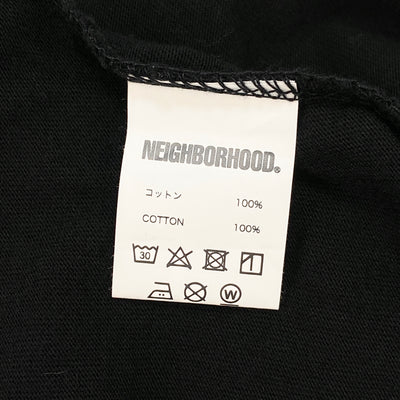 NEIGHBORHOOD®
コットン 100%
COTTON 100%
30
W